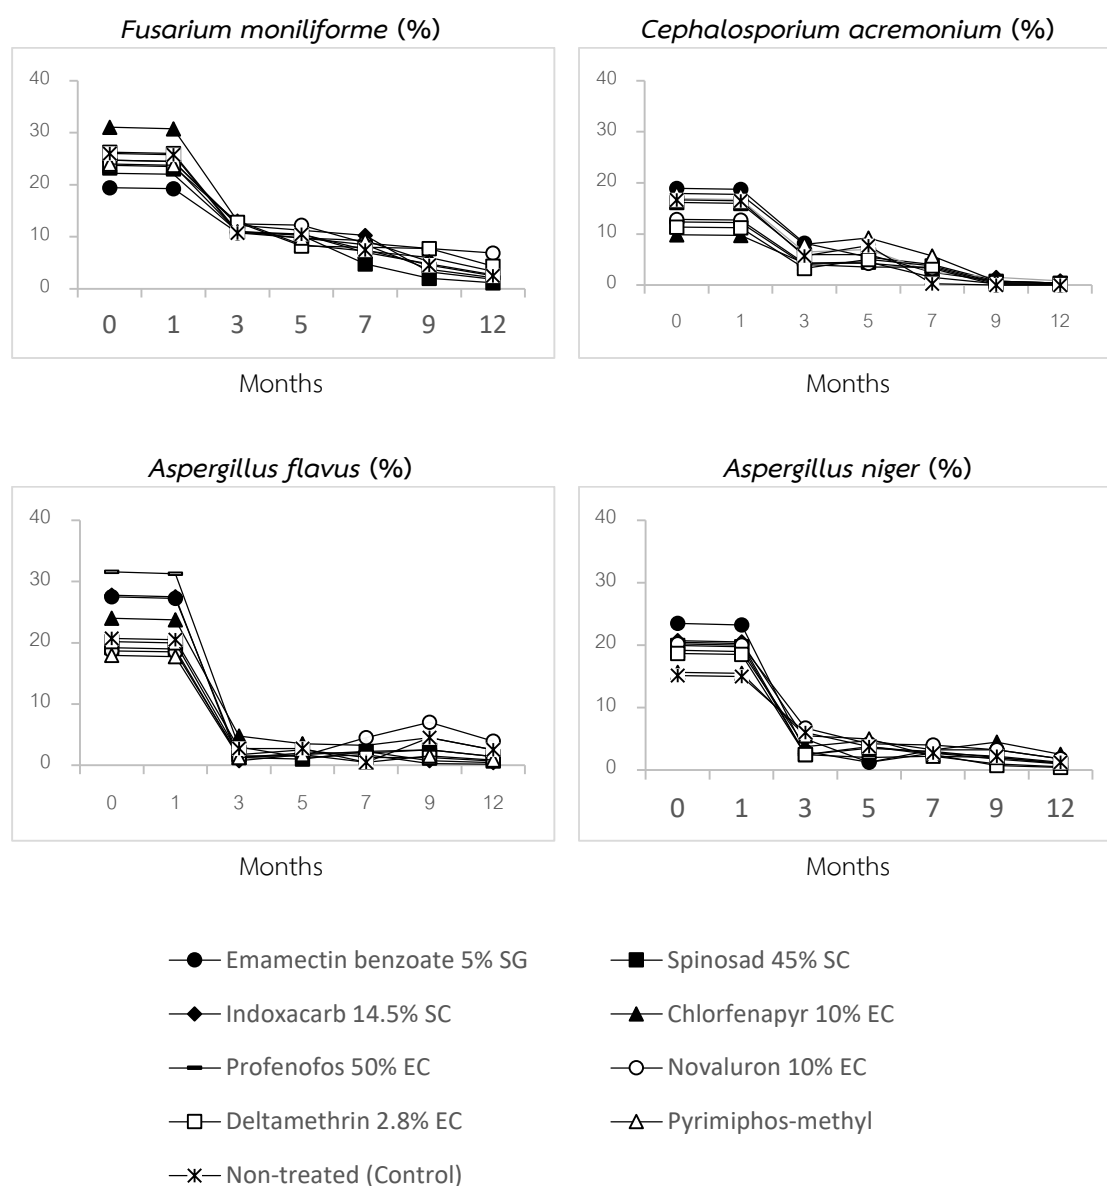 Fusarium moniliforme (%)
40
30
20
10
0
0 1 3 5 7 9 12
Months
Cephalosporium acremonium (%)
40
30
20
10
0
0 1 3 5 7 9 12
Months
Aspergillus flavus (%)
40
30
20
10
0
0 1 3 5 7 9 12
Months
Aspergillus niger (%)
40
30
20
10
0
0 1 3 5 7 9 12
Months
Emamectin benzoate 5% SG
Spinosad 45% SC
Indoxacarb 14.5% SC
Chlorfenapyr 10% EC
Profenofos 50% EC
Novaluron 10% EC
Deltamethrin 2.8% EC
Pyrimiphos-methyl
Non-treated (Control)